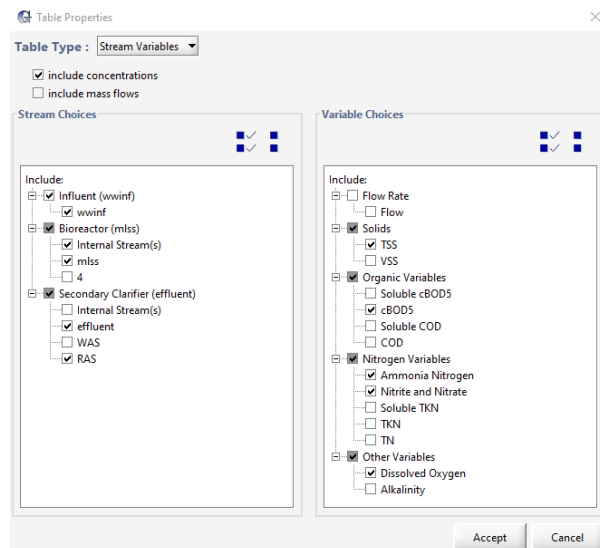 Table Properties
Table Type : Stream Variables
include concentrations
include mass flows
Stream Choices
Include:
Influent (wwinf)
wwinf
Bioreactor (mlss)
Internal Stream(s)
mlss
4
Secondary Clarifier (effluent)
Internal Stream(s)
effluent
WAS
RAS
Variable Choices
Include:
Flow Rate
Flow
Solids
TSS
VSS
Organic Variables
Soluble cBOD5
cBOD5
Soluble COD
COD
Nitrogen Variables
Ammonia Nitrogen
Nitrite and Nitrate
Soluble TKN
TKN
TN
Other Variables
Dissolved Oxygen
Alkalinity
Accept Cancel